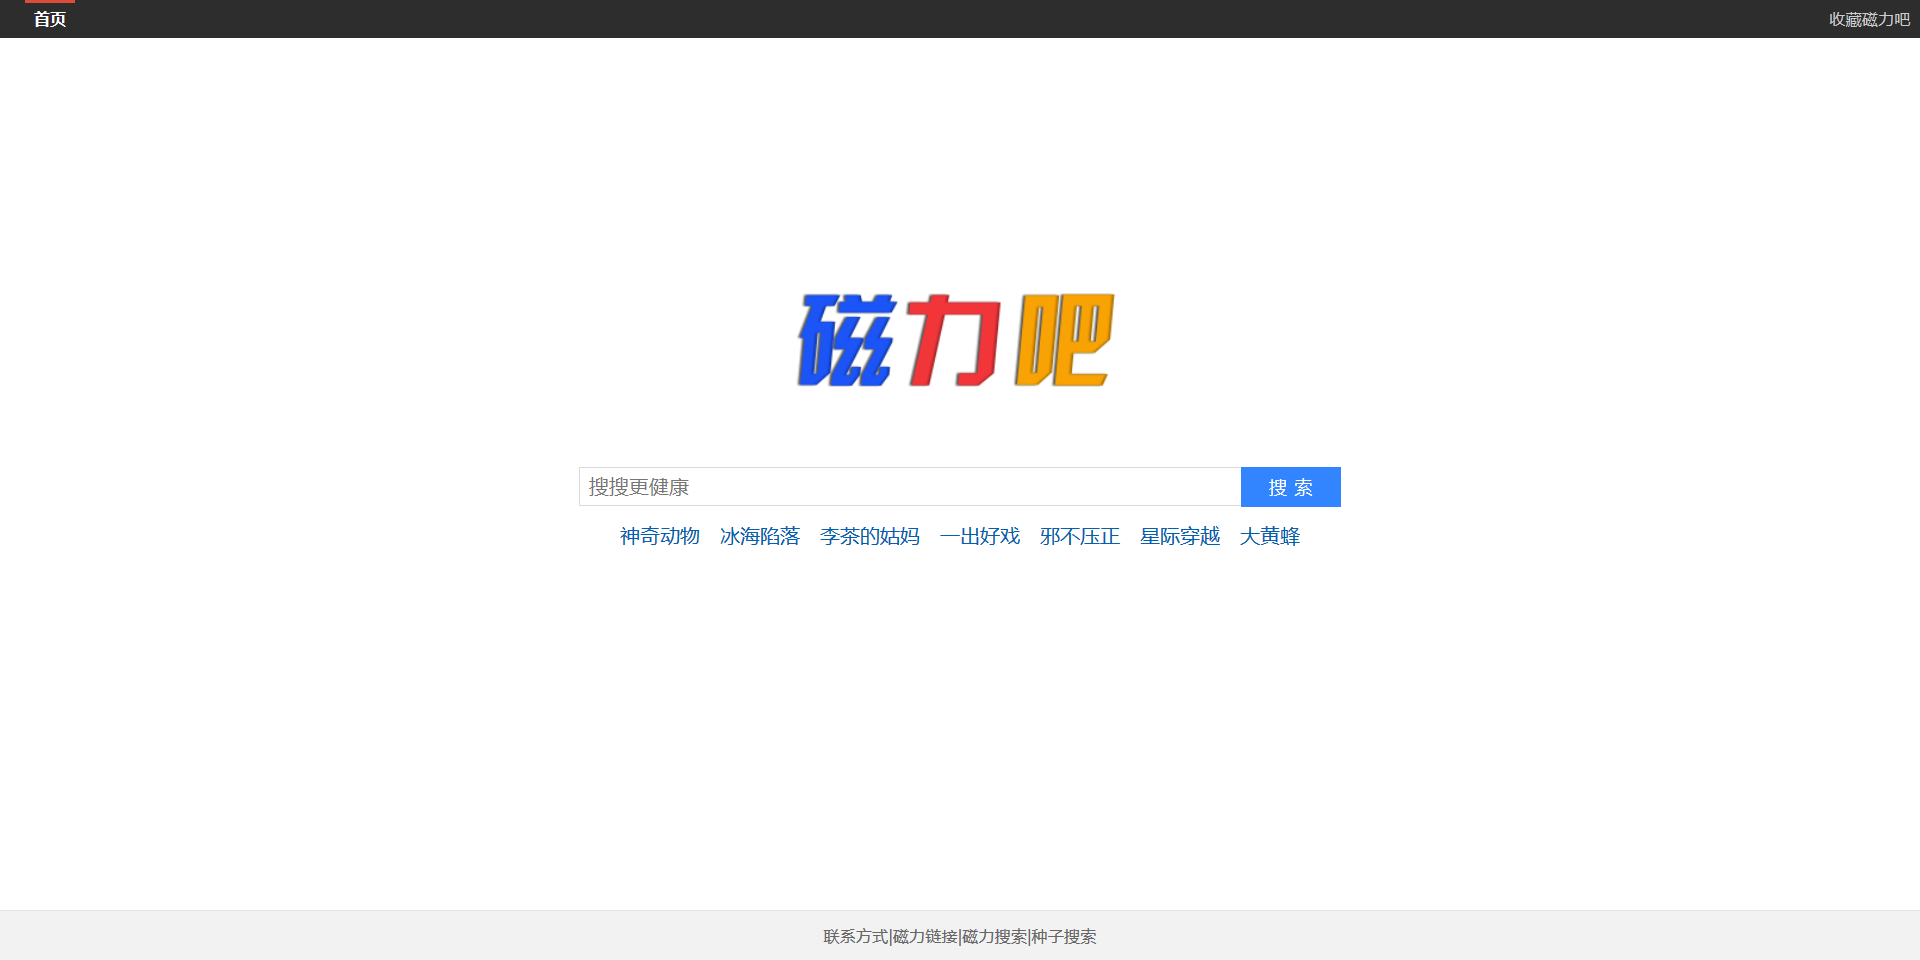 首页 收藏磁力吧
磁力吧
搜搜更健康 搜 索
神奇动物 冰海陷落 李茶的姑妈 一出好戏 邪不压正 星际穿越 大黄蜂
联系方式|磁力链接|磁力搜索|种子搜索